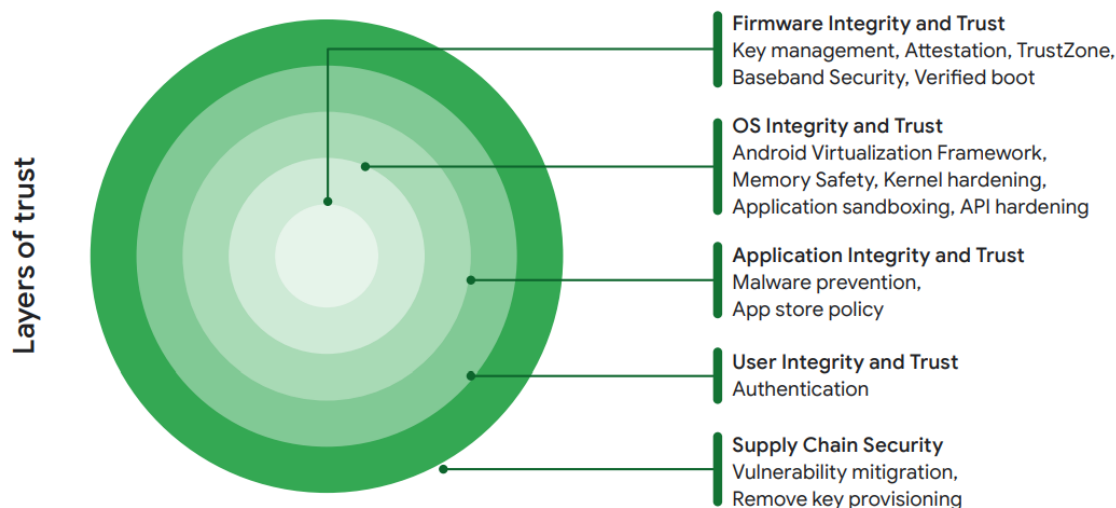 Layers of trust
Firmware Integrity and Trust
Key management, Attestation, TrustZone,
Baseband Security, Verified boot
OS Integrity and Trust
Android Virtualization Framework,
Memory Safety, Kernel hardening,
Application sandboxing, API hardening
Application Integrity and Trust
Malware prevention,
App store policy
User Integrity and Trust
Authentication
Supply Chain Security
Vulnerability mitigration,
Remove key provisioning